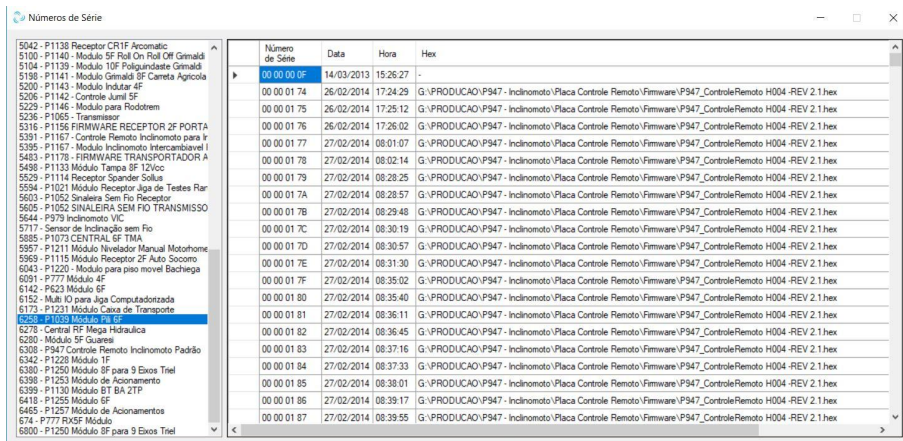 Números de Série
5042 - P1138 Receptor CR1F Arcomatic
5100 - P1140 - Modulo 5F Roll On Roll Off Grimaldi
5104 - P1139 - Modulo 10F Poliguindaste Grimaldi
5198 - P1141 - Modulo Grimaldi 8F Carreta Agricola
5200 - P1143 - Modulo Indutar 4F
5206 - P1142 - Controle Jumil 5F
5229 - P1146 - Modulo para Rodotrem
5236 - P1065 - Transmissor
5316 - P1156 FIRMWARE RECEPTOR 2F PORTA
5391 - P1167 - Controle Remoto Inclinomoto para Ir
5395 - P1167 - Modulo Inclinomoto Intercambiavel I
5483 - P1178 - FIRMWARE TRANSPORTADOR A
5498 - P1133 Módulo Tampa 8F 12Vcc
5529 - P1114 Receptor Spander Sollus
5594 - P1021 Módulo Receptor Jiga de Testes Ran
5603 - P1052 Sinaleira Sem Fio Receptor
5605 - P1052 SINALEIRA SEM FIO TRANSMISSO
5644 - P979 Inclinomoto VIC
5717 - Sensor de Inclinação sem Fio
5885 - P1073 CENTRAL 6F TMA
5957 - P1211 Módulo Nivelador Manual Motorhome
5969 - P1115 Módulo Receptor 2F Auto Socorro
6043 - P1220 - Modulo para piso movel Bachiega
6091 - P777 Módulo 4F
6142 - P623 Módulo 6F
6152 - Multi IO para Jiga Computadorizada
6173 - P1231 Módulo Caixa de Transporte
6258 - P1039 Módulo Pili 6F
6278 - Central RF Mega Hidraulica
6280 - Módulo 5F Guaresi
6308 - P947 Controle Remoto Inclinomoto Padrão
6342 - P1228 Módulo 1F
6380 - P1250 Módulo 8F para 9 Eixos Triel
6398 - P1253 Módulo de Acionamento
6399 - P1130 Módulo BT BA 2TP
6418 - P1255 Módulo 6F
6465 - P1257 Módulo de Acionamentos
674 - P777 RX5F Módulo
6800 - P1250 Módulo 8F para 9 Eixos Triel
Número de Série Data Hora Hex
00 00 00 0F 14/03/2013 15:26:27 -
00 00 01 74 26/02/2014 17:24:29 G:\PRODUCAO\P947 - Inclinomoto\Placa Controle Remoto\Firmware\P947_ControleRemoto H004 -REV 2.1.hex
00 00 01 75 26/02/2014 17:25:12 G:\PRODUCAO\P947 - Inclinomoto\Placa Controle Remoto\Firmware\P947_ControleRemoto H004 -REV 2.1.hex
00 00 01 76 26/02/2014 17:26:02 G:\PRODUCAO\P947 - Inclinomoto\Placa Controle Remoto\Firmware\P947_ControleRemoto H004 -REV 2.1.hex
00 00 01 77 27/02/2014 08:01:07 G:\PRODUCAO\P947 - Inclinomoto\Placa Controle Remoto\Firmware\P947_ControleRemoto H004 -REV 2.1.hex
00 00 01 78 27/02/2014 08:02:14 G:\PRODUCAO\P947 - Inclinomoto\Placa Controle Remoto\Firmware\P947_ControleRemoto H004 -REV 2.1.hex
00 00 01 79 27/02/2014 08:28:25 G:\PRODUCAO\P947 - Inclinomoto\Placa Controle Remoto\Firmware\P947_ControleRemoto H004 -REV 2.1.hex
00 00 01 7A 27/02/2014 08:28:57 G:\PRODUCAO\P947 - Inclinomoto\Placa Controle Remoto\Firmware\P947_ControleRemoto H004 -REV 2.1.hex
00 00 01 7B 27/02/2014 08:29:48 G:\PRODUCAO\P947 - Inclinomoto\Placa Controle Remoto\Firmware\P947_ControleRemoto H004 -REV 2.1.hex
00 00 01 7C 27/02/2014 08:30:19 G:\PRODUCAO\P947 - Inclinomoto\Placa Controle Remoto\Firmware\P947_ControleRemoto H004 -REV 2.1.hex
00 00 01 7D 27/02/2014 08:30:57 G:\PRODUCAO\P947 - Inclinomoto\Placa Controle Remoto\Firmware\P947_ControleRemoto H004 -REV 2.1.hex
00 00 01 7E 27/02/2014 08:31:30 G:\PRODUCAO\P947 - Inclinomoto\Placa Controle Remoto\Firmware\P947_ControleRemoto H004 -REV 2.1.hex
00 00 01 7F 27/02/2014 08:35:02 G:\PRODUCAO\P947 - Inclinomoto\Placa Controle Remoto\Firmware\P947_ControleRemoto H004 -REV 2.1.hex
00 00 01 80 27/02/2014 08:35:40 G:\PRODUCAO\P947 - Inclinomoto\Placa Controle Remoto\Firmware\P947_ControleRemoto H004 -REV 2.1.hex
00 00 01 81 27/02/2014 08:36:11 G:\PRODUCAO\P947 - Inclinomoto\Placa Controle Remoto\Firmware\P947_ControleRemoto H004 -REV 2.1.hex
00 00 01 82 27/02/2014 08:36:45 G:\PRODUCAO\P947 - Inclinomoto\Placa Controle Remoto\Firmware\P947_ControleRemoto H004 -REV 2.1.hex
00 00 01 83 27/02/2014 08:37:16 G:\PRODUCAO\P947 - Inclinomoto\Placa Controle Remoto\Firmware\P947_ControleRemoto H004 -REV 2.1.hex
00 00 01 84 27/02/2014 08:37:33 G:\PRODUCAO\P947 - Inclinomoto\Placa Controle Remoto\Firmware\P947_ControleRemoto H004 -REV 2.1.hex
00 00 01 85 27/02/2014 08:38:01 G:\PRODUCAO\P947 - Inclinomoto\Placa Controle Remoto\Firmware\P947_ControleRemoto H004 -REV 2.1.hex
00 00 01 86 27/02/2014 08:39:17 G:\PRODUCAO\P947 - Inclinomoto\Placa Controle Remoto\Firmware\P947_ControleRemoto H004 -REV 2.1.hex
00 00 01 87 27/02/2014 08:39:55 G:\PRODUCAO\P947 - Inclinomoto\Placa Controle Remoto\Firmware\P947_ControleRemoto H004 -REV 2.1.hex